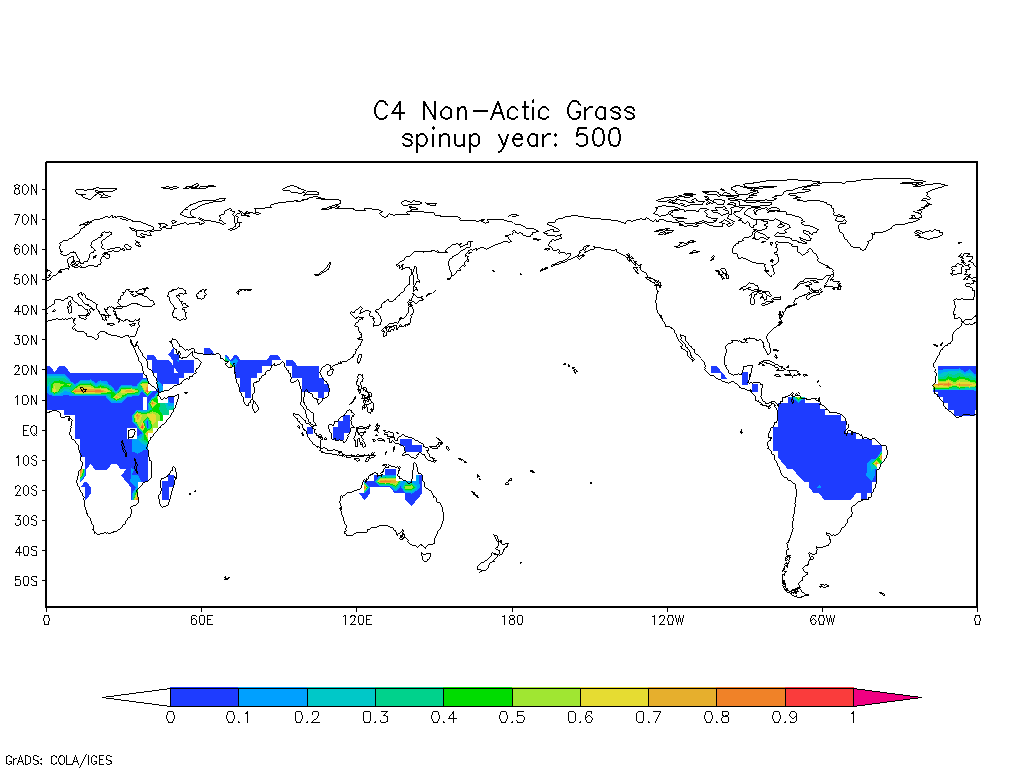 C4 Non-Actic Grass
spinup year: 500
80N
70N
60N
50N
40N
30N
20N
10N
EQ
10S
20S
30S
40S
50S
0 60E 120E 180 120W 60W 0
0 0.1 0.2 0.3 0.4 0.5 0.6 0.7 0.8 0.9 1
GrADS: COLA/IGES